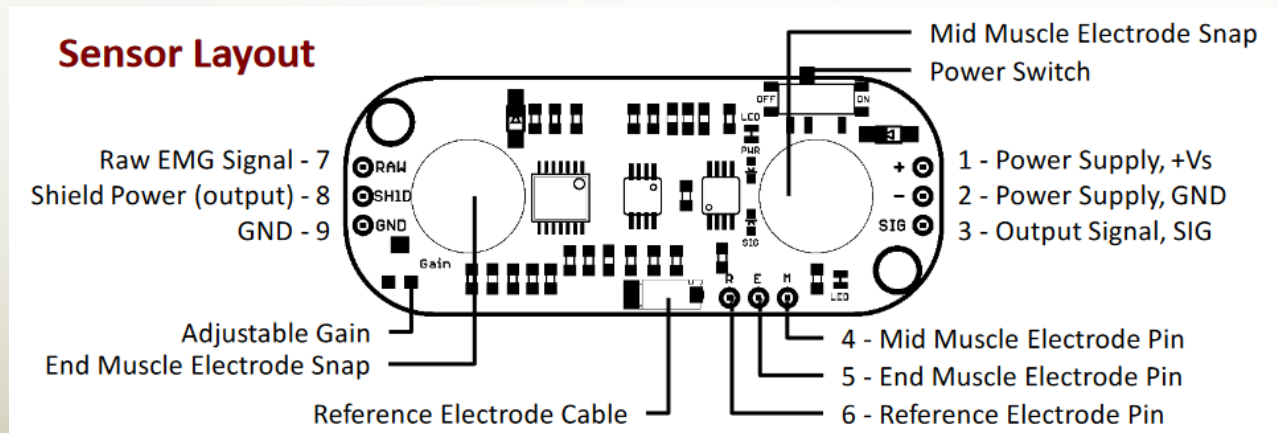 Sensor Layout
Mid Muscle Electrode Snap
Power Switch
OFF
ON
LED
PWR
Raw EMG Signal - 7
RAW
+
1 - Power Supply, +Vs
Shield Power (output) - 8
SHID
-
2 - Power Supply, GND
GND - 9
GND
SIG
SIG
3 - Output Signal, SIG
Gain
R E M
LED
Adjustable Gain
4 - Mid Muscle Electrode Pin
End Muscle Electrode Snap
5 - End Muscle Electrode Pin
Reference Electrode Cable
6 - Reference Electrode Pin